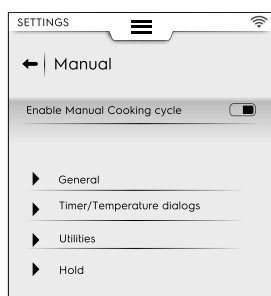 SETTINGS
Manual
Enable Manual Cooking cycle
General
Timer/Temperature dialogs
Utilities
Hold